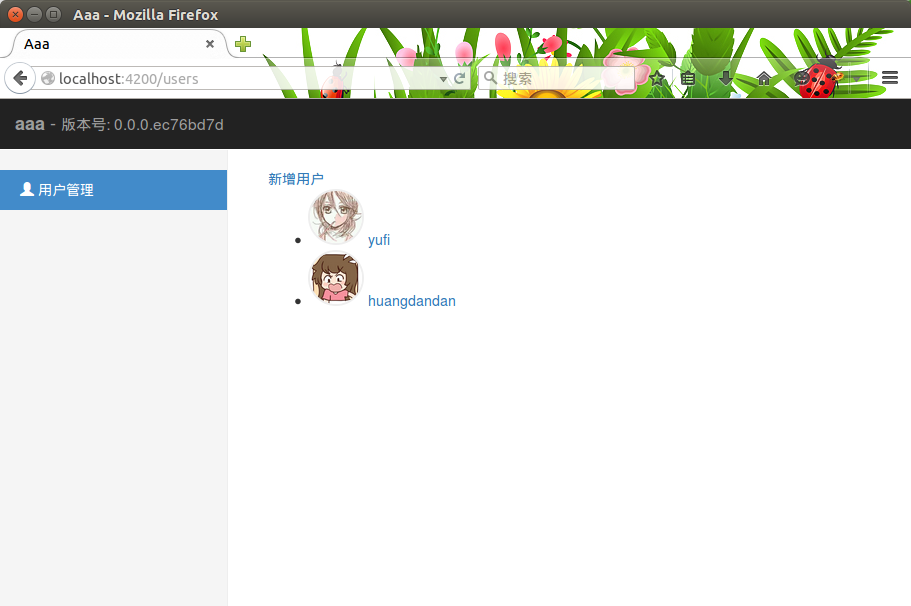 Aaa - Mozilla Firefox
Aaa
localhost:4200/users
搜索
aaa - 版本号: 0.0.0.ec76bd7d
用户管理
新增用户
yufi
huangdandan